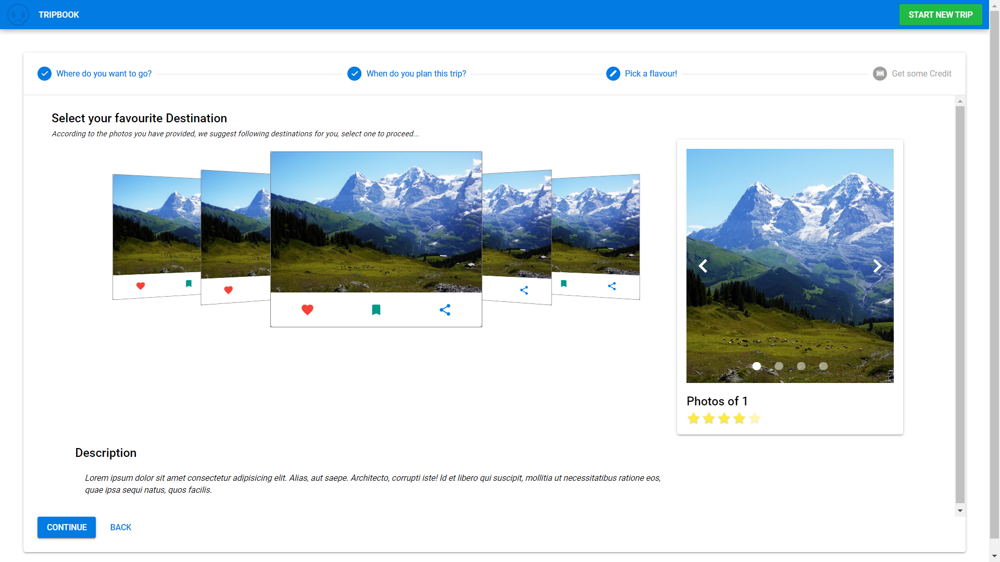 TRIPBOOK
START NEW TRIP
Where do you want to go?
When do you plan this trip?
Pick a flavour!
Get some Credit
Select your favourite Destination
According to the photos you have provided, we suggest following destinations for you, select one to proceed...
Photos of 1
Description
Lorem ipsum dolor sit amet consectetur adipisicing elit. Alias, aut saepe. Architecto, corrupti iste! Id et libero qui suscipit, mollitia ut necessitatibus ratione eos,
quae ipsa sequi natus, quos facilis.
CONTINUE
BACK